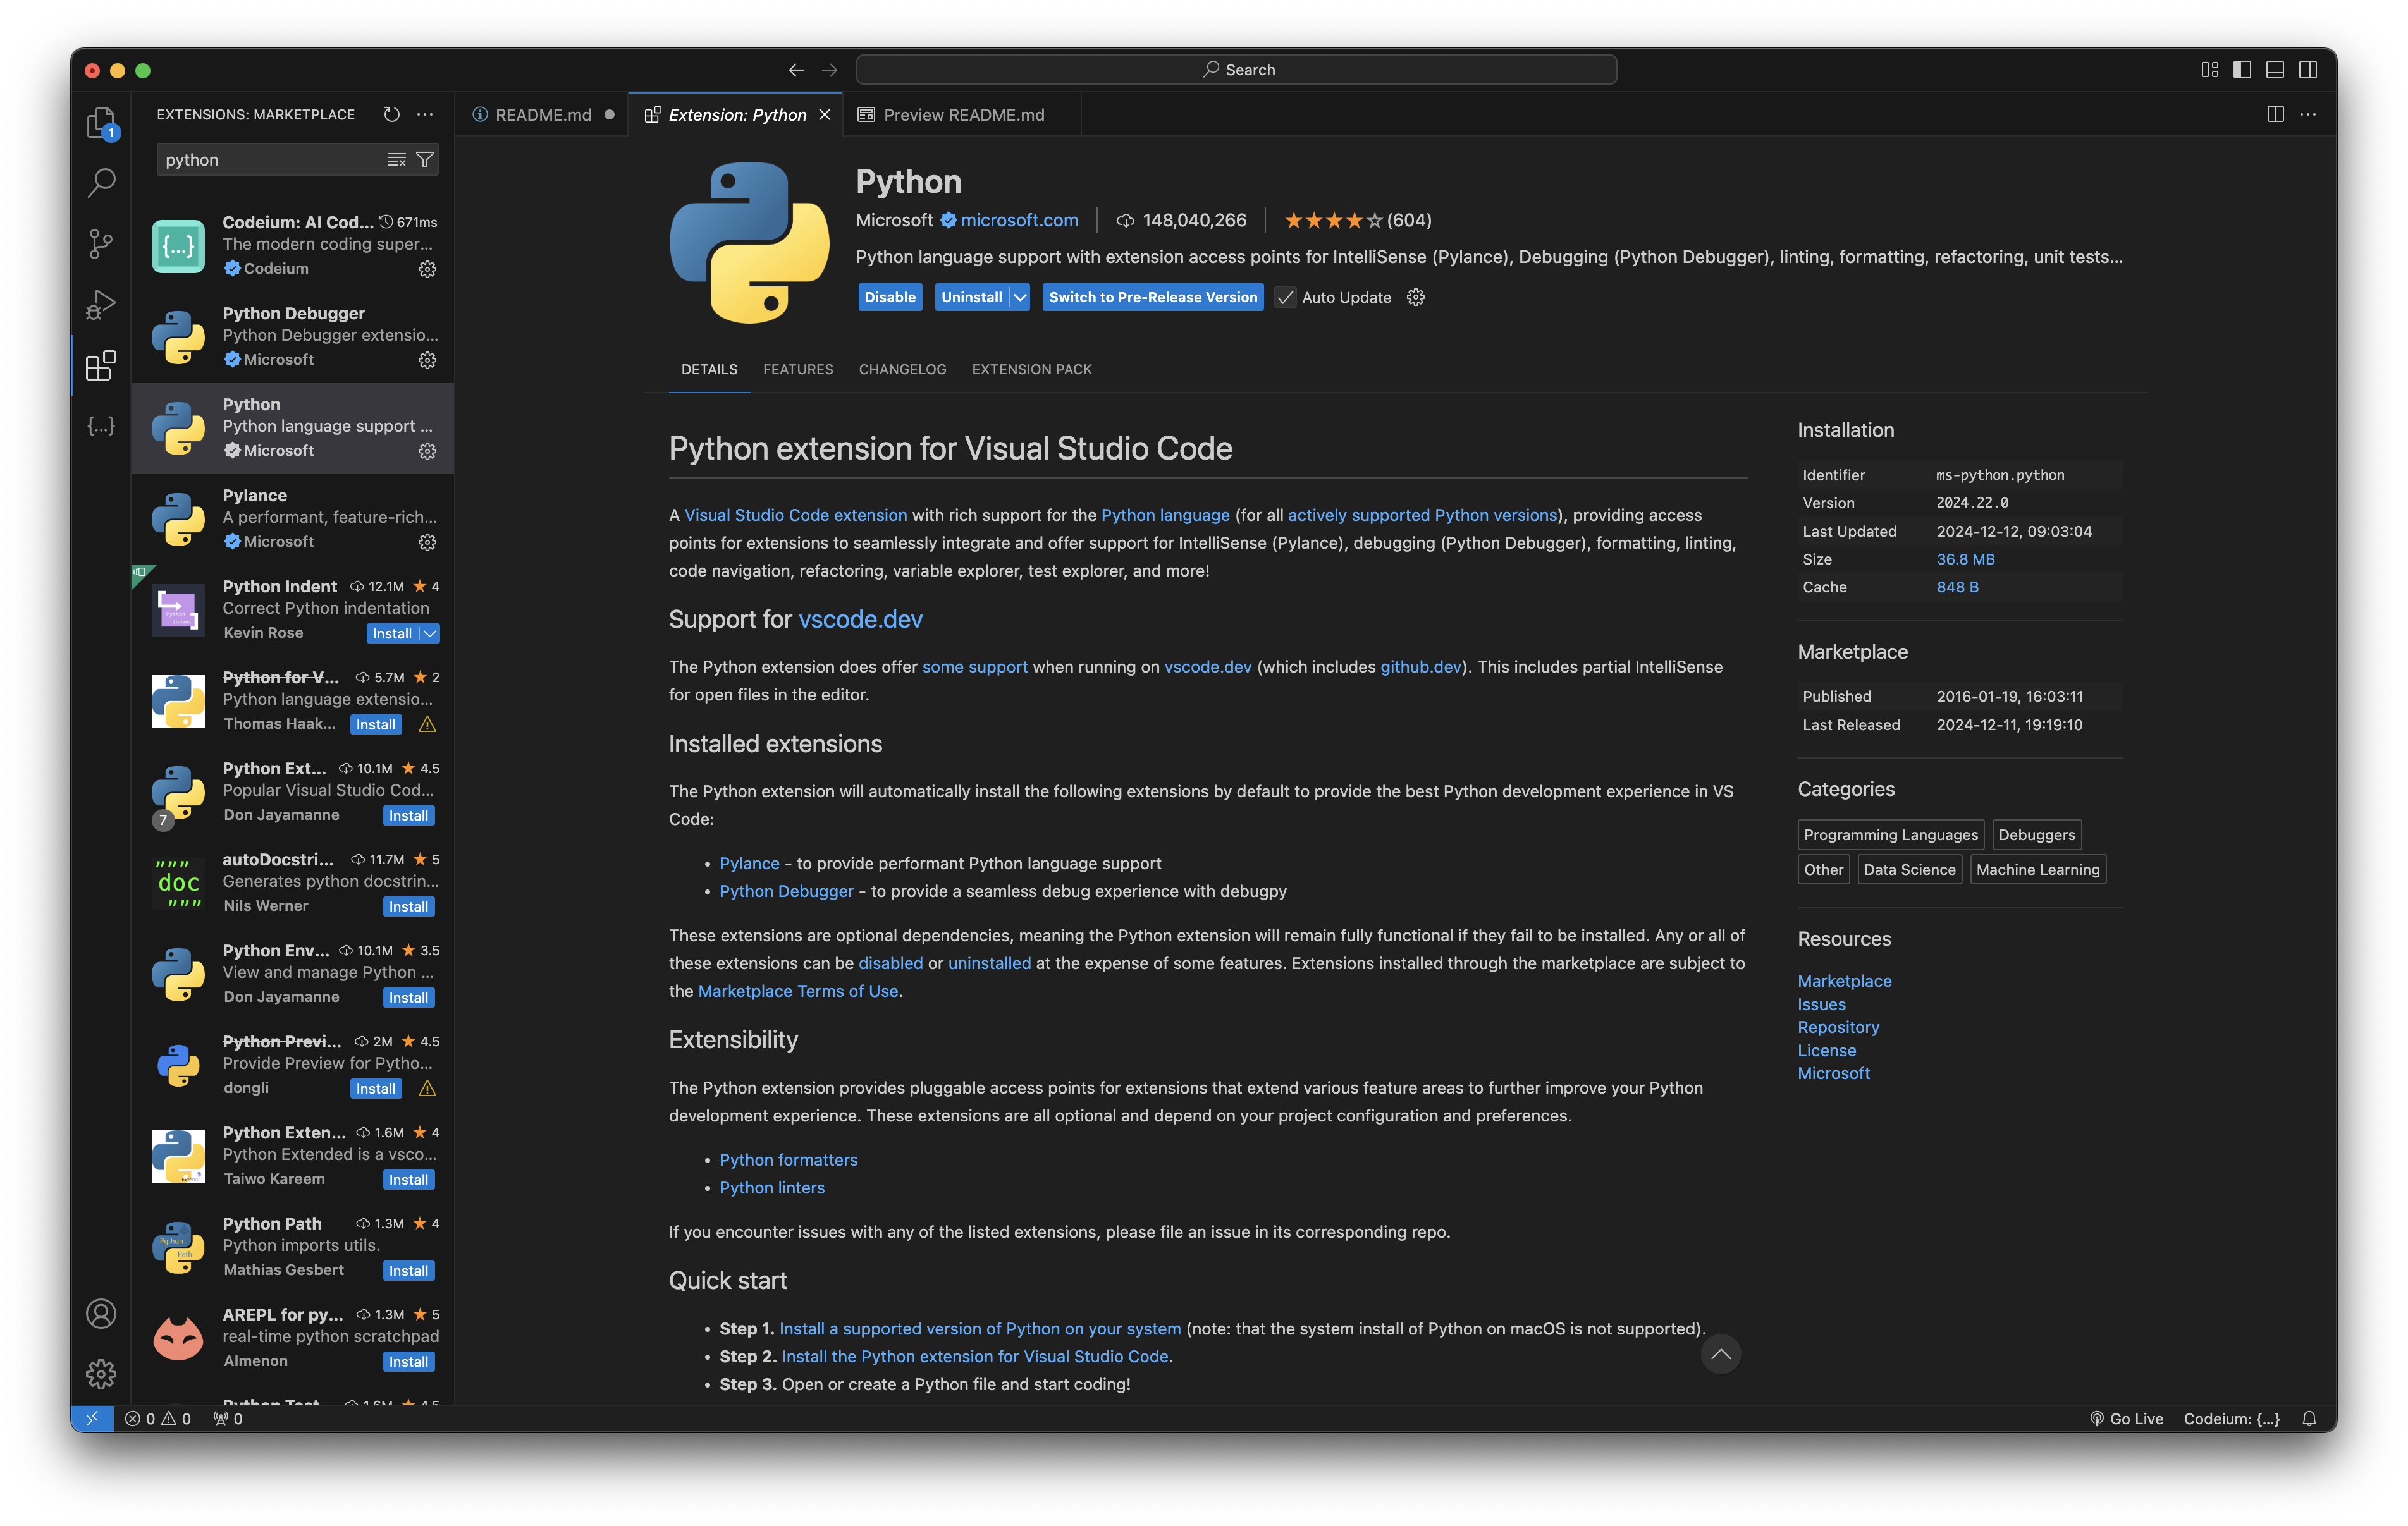 Search
EXTENSIONS: MARKETPLACE
python
Codeium: AI Cod... 671ms
The modern coding super...
Codeium
Python Debugger
Python Debugger extensio...
Microsoft
Python
Python language support ...
Microsoft
Pylance
A performant, feature-rich...
Microsoft
Python Indent 12.1M 4
Correct Python indentation
Kevin Rose Install
Python for V... 5.7M 2
Python language extensio...
Thomas Haak... Install
Python Ext... 10.1M 4.5
Popular Visual Studio Cod...
7
Don Jayamanne Install
autoDocstri... 11.7M 5
Generates python docstrin...
Nils Werner Install
Python Env... 10.1M 3.5
View and manage Python ...
Don Jayamanne Install
Python Previ... 2M 4.5
Provide Preview for Pytho...
dongli Install
Python Exten... 1.6M 4
Python Extended is a vsco...
Taiwo Kareem Install
Python Path 1.3M 4
Python imports utils.
Mathias Gesbert Install
AREPL for py... 1.3M 5
real-time python scratchpad
Almenon Install
Python Test 1.6M 4.5
README.md
Extension: Python
Preview README.md
Python
Microsoft microsoft.com 148,040,266 (604)
Python language support with extension access points for IntelliSense (Pylance), Debugging (Python Debugger), linting, formatting, refactoring, unit tests...
Disable Uninstall Switch to Pre-Release Version Auto Update
DETAILS FEATURES CHANGELOG EXTENSION PACK
Python extension for Visual Studio Code
A Visual Studio Code extension with rich support for the Python language (for all actively supported Python versions), providing access
points for extensions to seamlessly integrate and offer support for IntelliSense (Pylance), debugging (Python Debugger), formatting, linting,
code navigation, refactoring, variable explorer, test explorer, and more!
Support for vscode.dev
The Python extension does offer some support when running on vscode.dev (which includes github.dev). This includes partial IntelliSense
for open files in the editor.
Installed extensions
The Python extension will automatically install the following extensions by default to provide the best Python development experience in VS
Code:
• Pylance - to provide performant Python language support
• Python Debugger - to provide a seamless debug experience with debugpy
These extensions are optional dependencies, meaning the Python extension will remain fully functional if they fail to be installed. Any or all of
these extensions can be disabled or uninstalled at the expense of some features. Extensions installed through the marketplace are subject to
the Marketplace Terms of Use.
Extensibility
The Python extension provides pluggable access points for extensions that extend various feature areas to further improve your Python
development experience. These extensions are all optional and depend on your project configuration and preferences.
• Python formatters
• Python linters
If you encounter issues with any of the listed extensions, please file an issue in its corresponding repo.
Quick start
• Step 1. Install a supported version of Python on your system (note: that the system install of Python on macOS is not supported).
• Step 2. Install the Python extension for Visual Studio Code.
• Step 3. Open or create a Python file and start coding!
Installation
Identifier ms-python.python
Version 2024.22.0
Last Updated 2024-12-12, 09:03:04
Size 36.8 MB
Cache 848 B
Marketplace
Published 2016-01-19, 16:03:11
Last Released 2024-12-11, 19:19:10
Categories
Programming Languages Debuggers
Other Data Science Machine Learning
Resources
Marketplace
Issues
Repository
License
Microsoft
1
{...}
0 0 0
Go Live Codeium: {...}